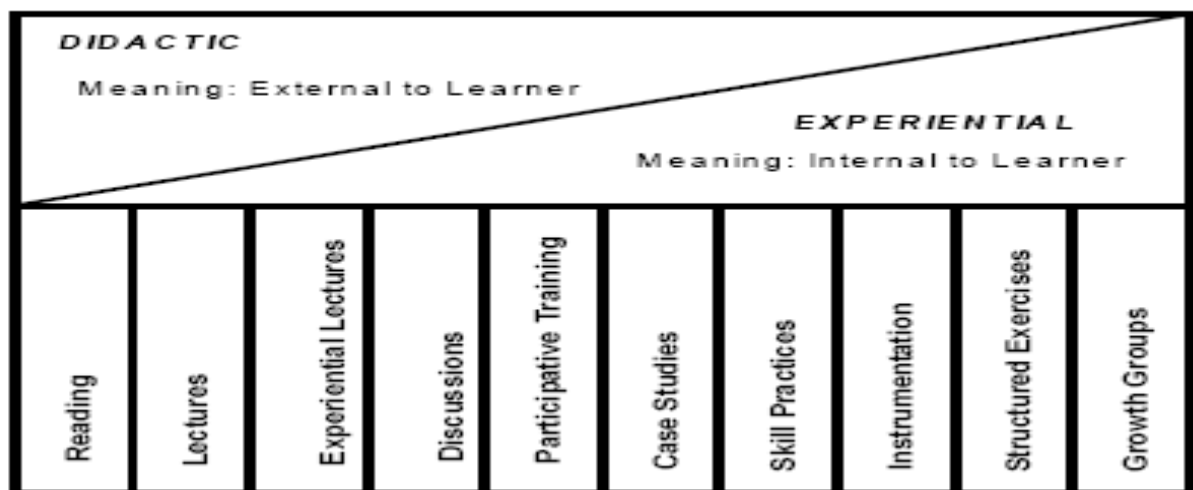 DIDACTIC
Meaning: External to Learner
EXPERIENTIAL
Meaning: Internal to Learner
Reading
Lectures
Experiential Lectures
Discussions
Participative Training
Case Studies
Skill Practices
Instrumentation
Structured Exercises
Growth Groups